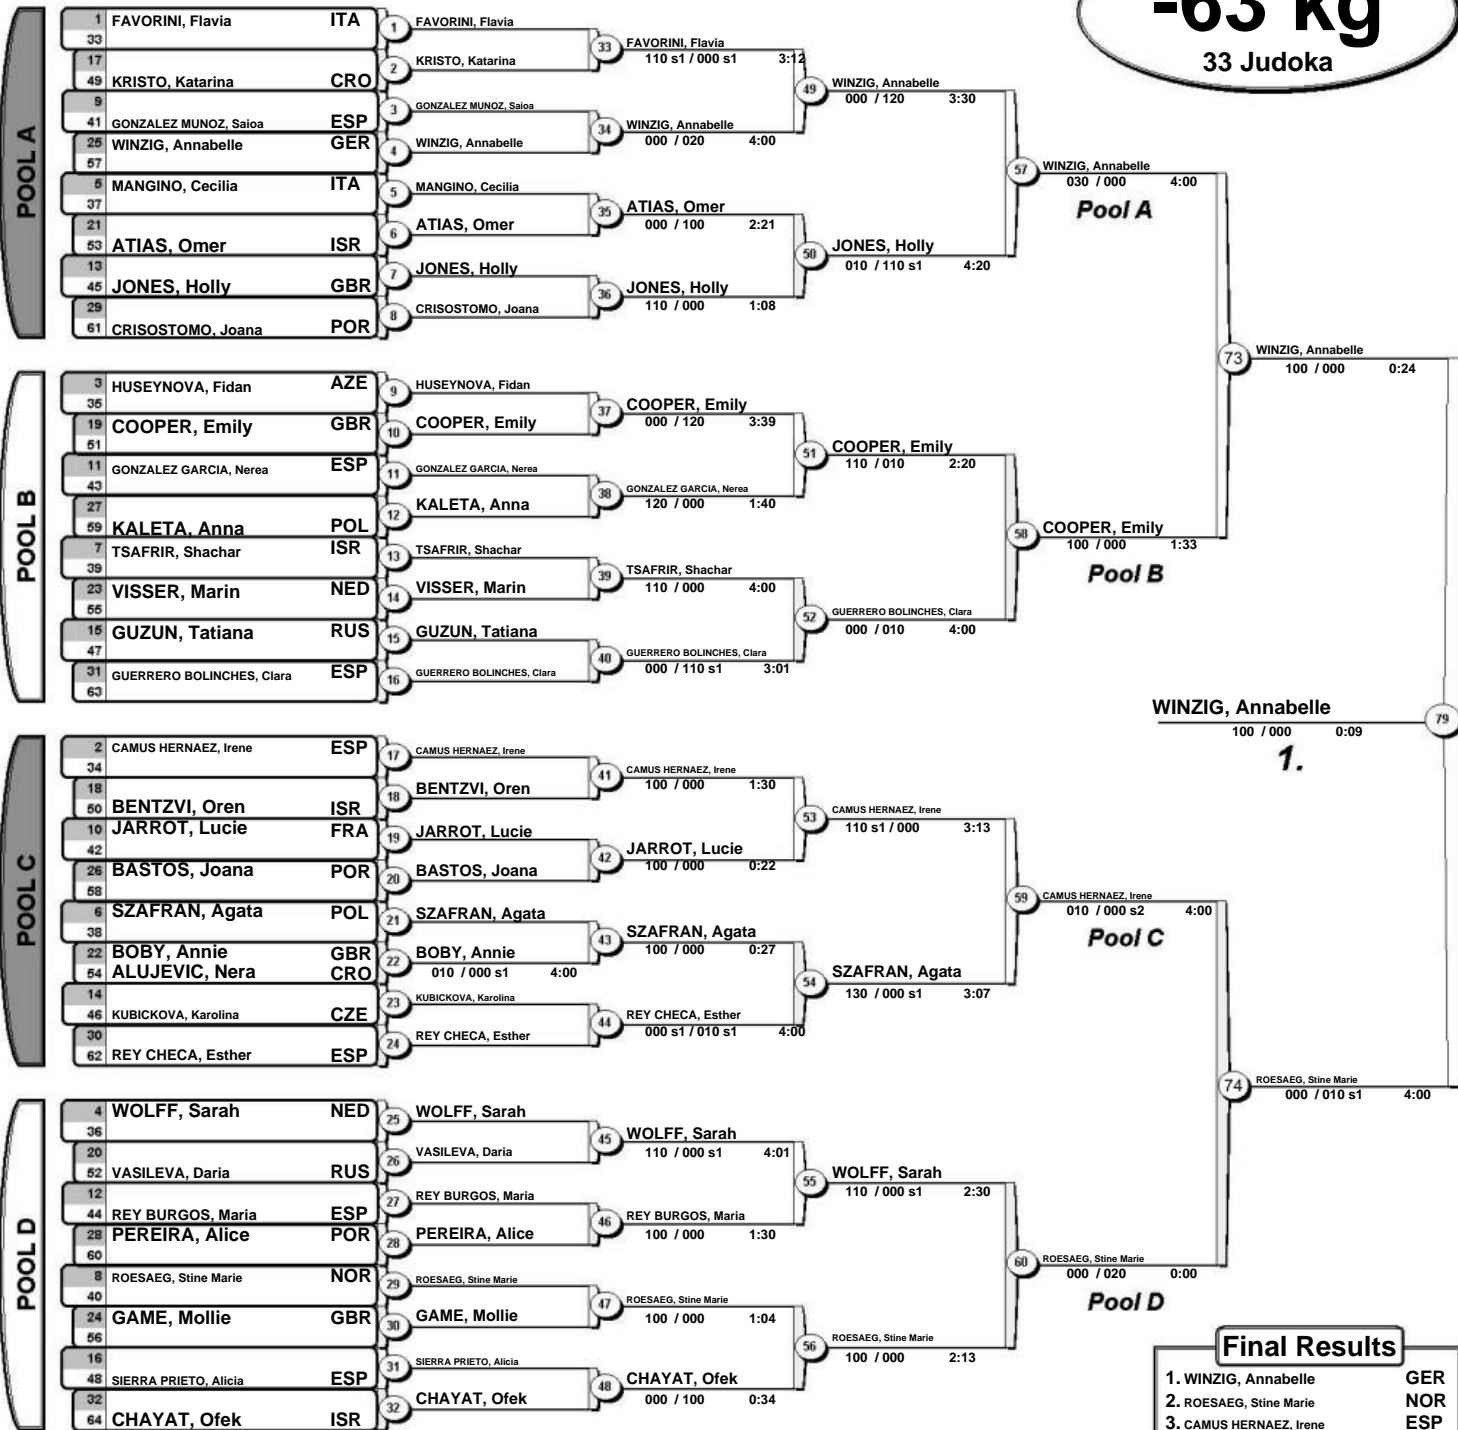 -63 kg
33 Judoka
POOL A
1 FAVORINI, Flavia ITA
33
17
49 KRISTO, Katarina CRO
9
41 GONZALEZ MUNOZ, Saioa ESP
25 WINZIG, Annabelle GER
57
5 MANGINO, Cecilia ITA
37
21
53 ATIAS, Omer ISR
13
45 JONES, Holly GBR
29
61 CRISOSTOMO, Joana POR
1 FAVORINI, Flavia
2 KRISTO, Katarina
3 GONZALEZ MUNOZ, Saioa
4 WINZIG, Annabelle
5 MANGINO, Cecilia
6 ATIAS, Omer
7 JONES, Holly
8 CRISOSTOMO, Joana
33 FAVORINI, Flavia
110 s1 / 000 s1 3:12
34 WINZIG, Annabelle
000 / 020 4:00
35 ATIAS, Omer
000 / 100 2:21
36 JONES, Holly
110 / 000 1:08
49 WINZIG, Annabelle
000 / 120 3:30
50 JONES, Holly
010 / 110 s1 4:20
57 WINZIG, Annabelle
030 / 000 4:00
Pool A
POOL B
3 HUSEYNOVA, Fidan AZE
35
19 COOPER, Emily GBR
51
11 GONZALEZ GARCIA, Nerea ESP
43
27
59 KALETA, Anna POL
7 TSAFRIR, Shachar ISR
39
23 VISSER, Marin NED
55
15 GUZUN, Tatiana RUS
47
31 GUERRERO BOLINCHES, Clara ESP
63
9 HUSEYNOVA, Fidan
10 COOPER, Emily
11 GONZALEZ GARCIA, Nerea
12 KALETA, Anna
13 TSAFRIR, Shachar
14 VISSER, Marin
15 GUZUN, Tatiana
16 GUERRERO BOLINCHES, Clara
37 COOPER, Emily
000 / 120 3:39
38 GONZALEZ GARCIA, Nerea
120 / 000 1:40
39 TSAFRIR, Shachar
110 / 000 4:00
40 GUERRERO BOLINCHES, Clara
000 / 110 s1 3:01
51 COOPER, Emily
110 / 010 2:20
52 GUERRERO BOLINCHES, Clara
000 / 010 4:00
58 COOPER, Emily
100 / 000 1:33
Pool B
73 WINZIG, Annabelle
100 / 000 0:24
WINZIG, Annabelle 79
100 / 000 0:09
1.
POOL C
2 CAMUS HERNAEZ, Irene ESP
34
18
50 BENTZVI, Oren ISR
10 JARROT, Lucie FRA
42
26 BASTOS, Joana POR
58
6 SZAFRAN, Agata POL
38
22 BOBY, Annie GBR
54 ALUJEVIC, Nera CRO
14
46 KUBICKOVA, Karolina CZE
30
62 REY CHECA, Esther ESP
17 CAMUS HERNAEZ, Irene
18 BENTZVI, Oren
19 JARROT, Lucie
20 BASTOS, Joana
21 SZAFRAN, Agata
22 BOBY, Annie
010 / 000 s1 4:00
23 KUBICKOVA, Karolina
24 REY CHECA, Esther
41 CAMUS HERNAEZ, Irene
100 / 000 1:30
42 JARROT, Lucie
100 / 000 0:22
43 SZAFRAN, Agata
100 / 000 0:27
44 REY CHECA, Esther
000 s1 / 010 s1 4:00
53 CAMUS HERNAEZ, Irene
110 s1 / 000 3:13
54 SZAFRAN, Agata
130 / 000 s1 3:07
59 CAMUS HERNAEZ, Irene
010 / 000 s2 4:00
Pool C
POOL D
4 WOLFF, Sarah NED
36
20
52 VASILEVA, Daria RUS
12
44 REY BURGOS, Maria ESP
28 PEREIRA, Alice POR
60
8 ROESAEG, Stine Marie NOR
40
24 GAME, Mollie GBR
56
16
48 SIERRA PRIETO, Alicia ESP
32
64 CHAYAT, Ofek ISR
25 WOLFF, Sarah
26 VASILEVA, Daria
27 REY BURGOS, Maria
28 PEREIRA, Alice
29 ROESAEG, Stine Marie
30 GAME, Mollie
31 SIERRA PRIETO, Alicia
32 CHAYAT, Ofek
45 WOLFF, Sarah
110 / 000 s1 4:01
46 REY BURGOS, Maria
100 / 000 1:30
47 ROESAEG, Stine Marie
100 / 000 1:04
48 CHAYAT, Ofek
000 / 100 0:34
55 WOLFF, Sarah
110 / 000 s1 2:30
56 ROESAEG, Stine Marie
100 / 000 2:13
60 ROESAEG, Stine Marie
000 / 020 0:00
Pool D
74 ROESAEG, Stine Marie
000 / 010 s1 4:00
Final Results
1. WINZIG, Annabelle GER
2. ROESAEG, Stine Marie NOR
3. CAMUS HERNAEZ, Irene ESP